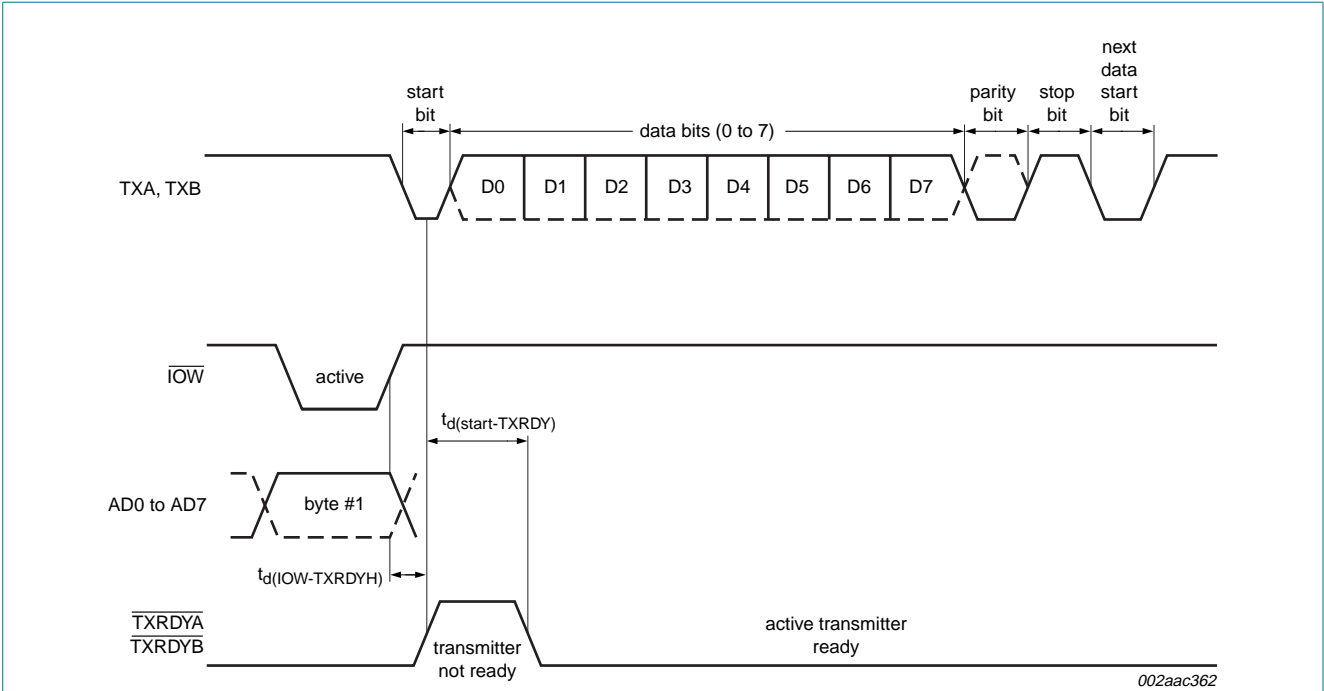 next
data
start
bit
start
bit
parity
bit
stop
bit
data bits (0 to 7)
TXA, TXB
D0 D1 D2 D3 D4 D5 D6 D7
IOW
active
td(start-TXRDY)
AD0 to AD7
byte #1
td(IOW-TXRDYH)
TXRDYA
TXRDYB
transmitter
not ready
active transmitter
ready
002aac362